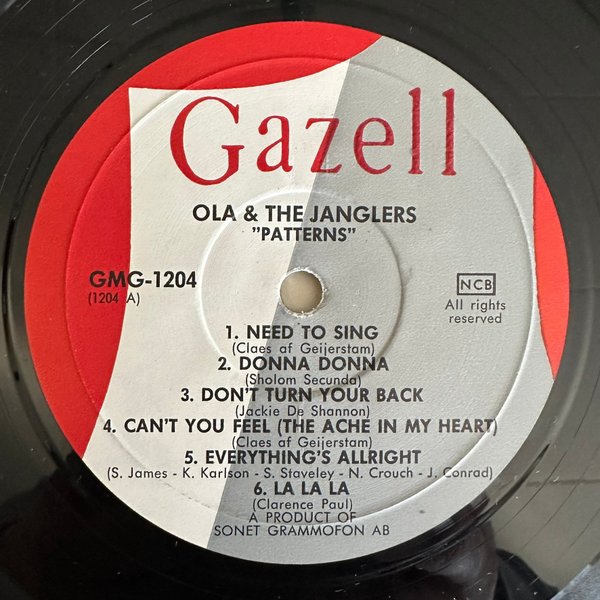 Gazell
OLA & THE JANGLERS
"PATTERNS"
GMG-1204
(1204 A)
NCB
All rights
reserved
1. NEED TO SING
(Claes af Geijerstam)
2. DONNA DONNA
(Sholom Secunda)
3. DON'T TURN YOUR BACK
(Jackie De Shannon)
4. CAN'T YOU FEEL (THE ACHE IN MY HEART)
(Claes af Geijerstam)
5. EVERYTHING'S ALLRIGHT
(S. James - K. Karlson - S. Staveley - N. Crouch - J. Conrad)
6. LA LA LA
(Clarence Paul)
A PRODUCT OF
SONET GRAMMOFON AB